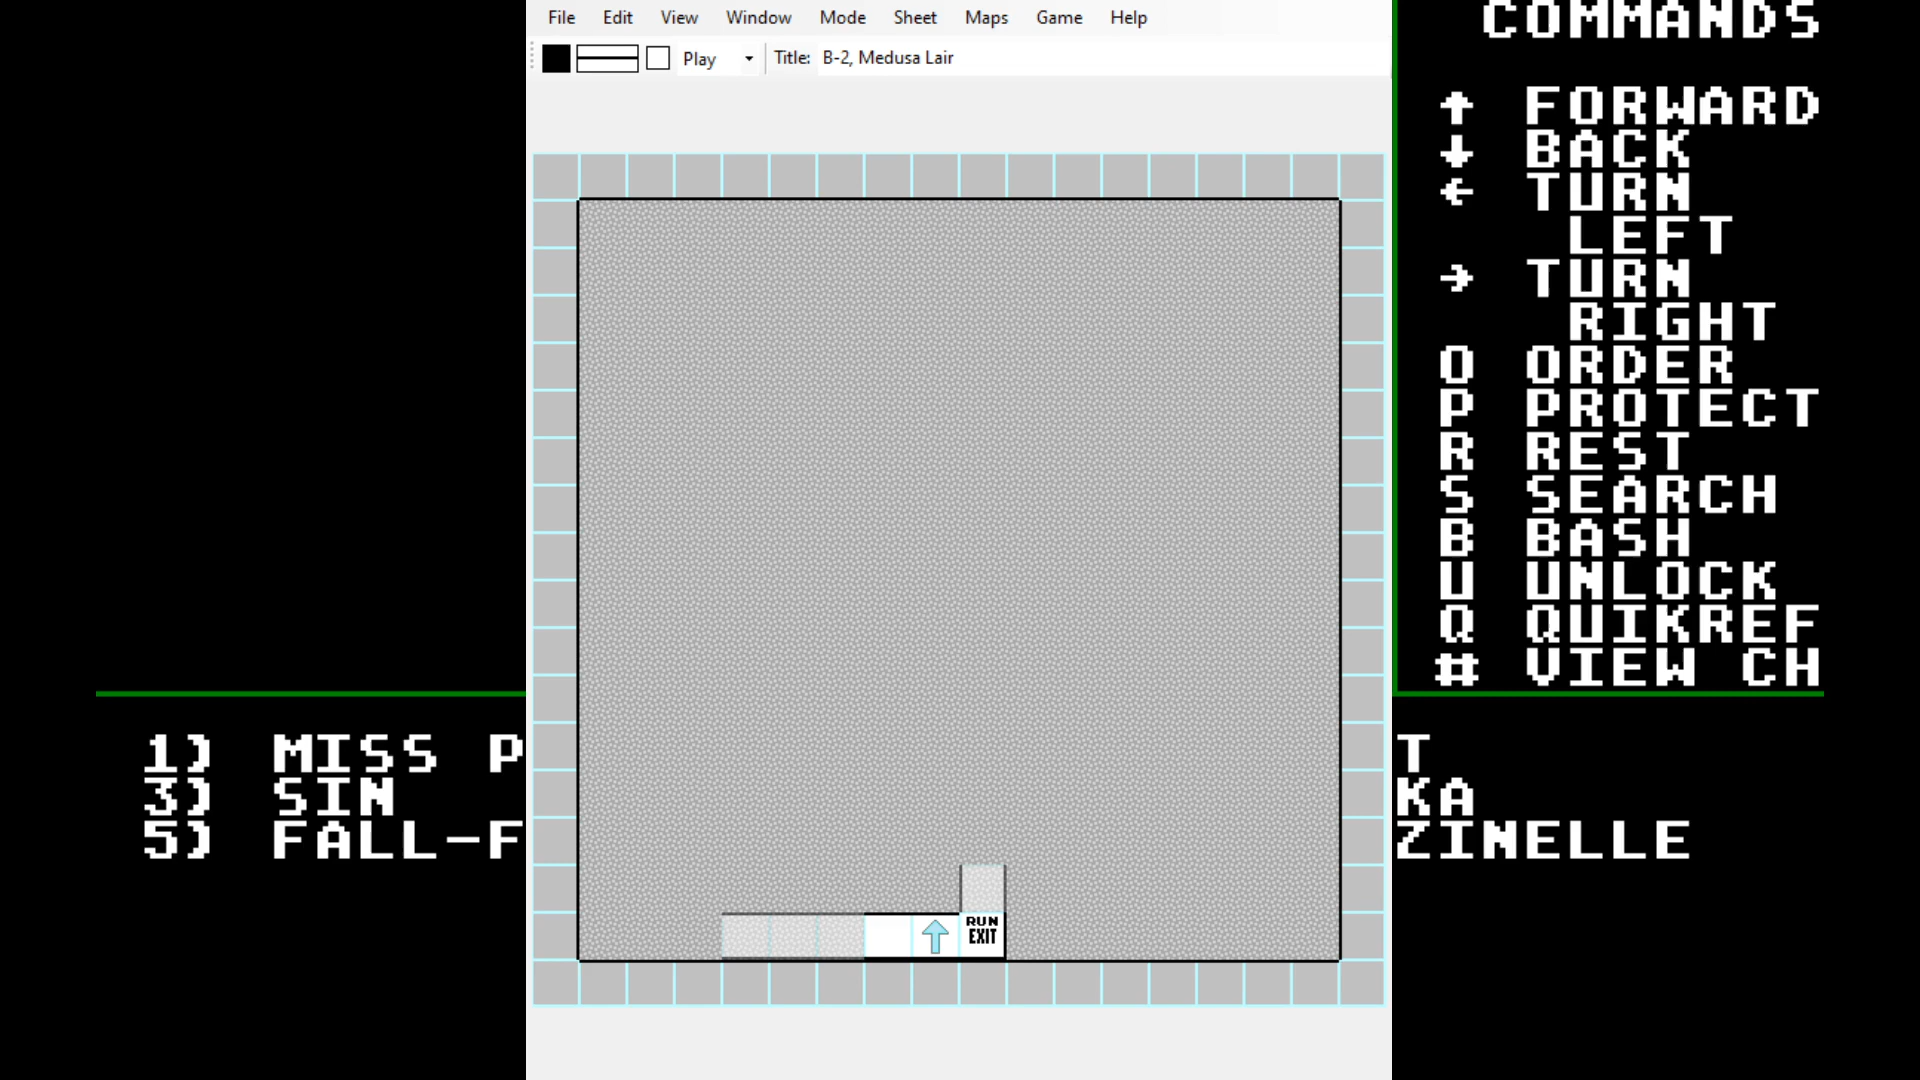 File Edit View Window Mode Sheet Maps Game Help
Play Title: B-2, Medusa Lair
COMMANDS
↑ FORWARD
↓ BACK
← TURN
LEFT
→ TURN
RIGHT
O ORDER
P PROTECT
R REST
S SEARCH
B BASH
U UNLOCK
Q QUIKREF
# VIEW CH
RUN
EXIT
1) MISS P
T
3) SIN
KA
5) FALL-F
ZINELLE